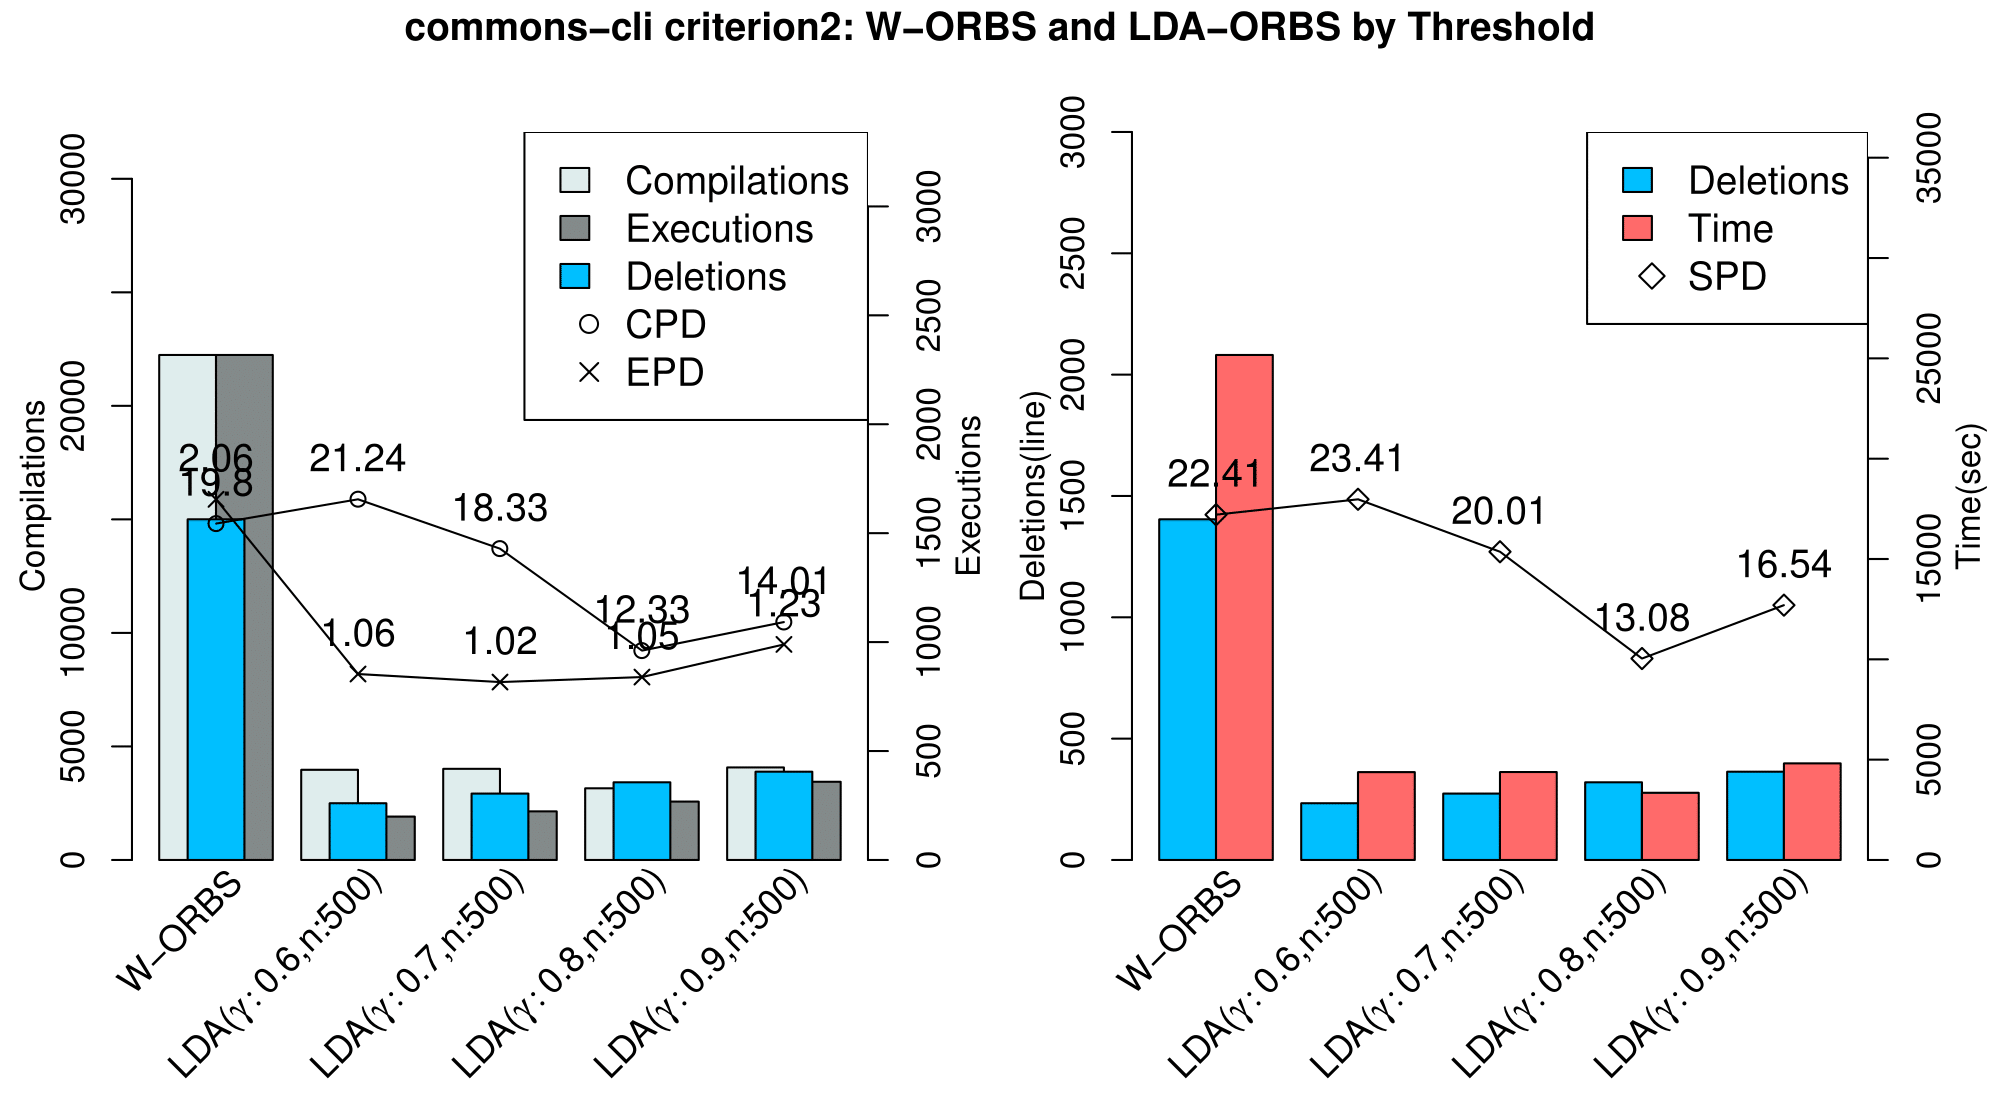 commons−cli criterion2: W−ORBS and LDA−ORBS by Threshold
Compilations
0
5000
10000
20000
30000
Compilations
Executions
Deletions
CPD
EPD
2.06
19.8
21.24
18.33
12.33
14.01
1.06
1.02
1.05
1.23
0
500
1000
1500
2000
2500
3000
Executions
W−ORBS
LDA(γ: 0.6,n:500)
LDA(γ: 0.7,n:500)
LDA(γ: 0.8,n:500)
LDA(γ: 0.9,n:500)
Deletions(line)
0
500
1000
1500
2000
2500
3000
Deletions
Time
SPD
22.41
23.41
20.01
13.08
16.54
0
50000
150000
250000
350000
Time(sec)
W−ORBS
LDA(γ: 0.6,n:500)
LDA(γ: 0.7,n:500)
LDA(γ: 0.8,n:500)
LDA(γ: 0.9,n:500)